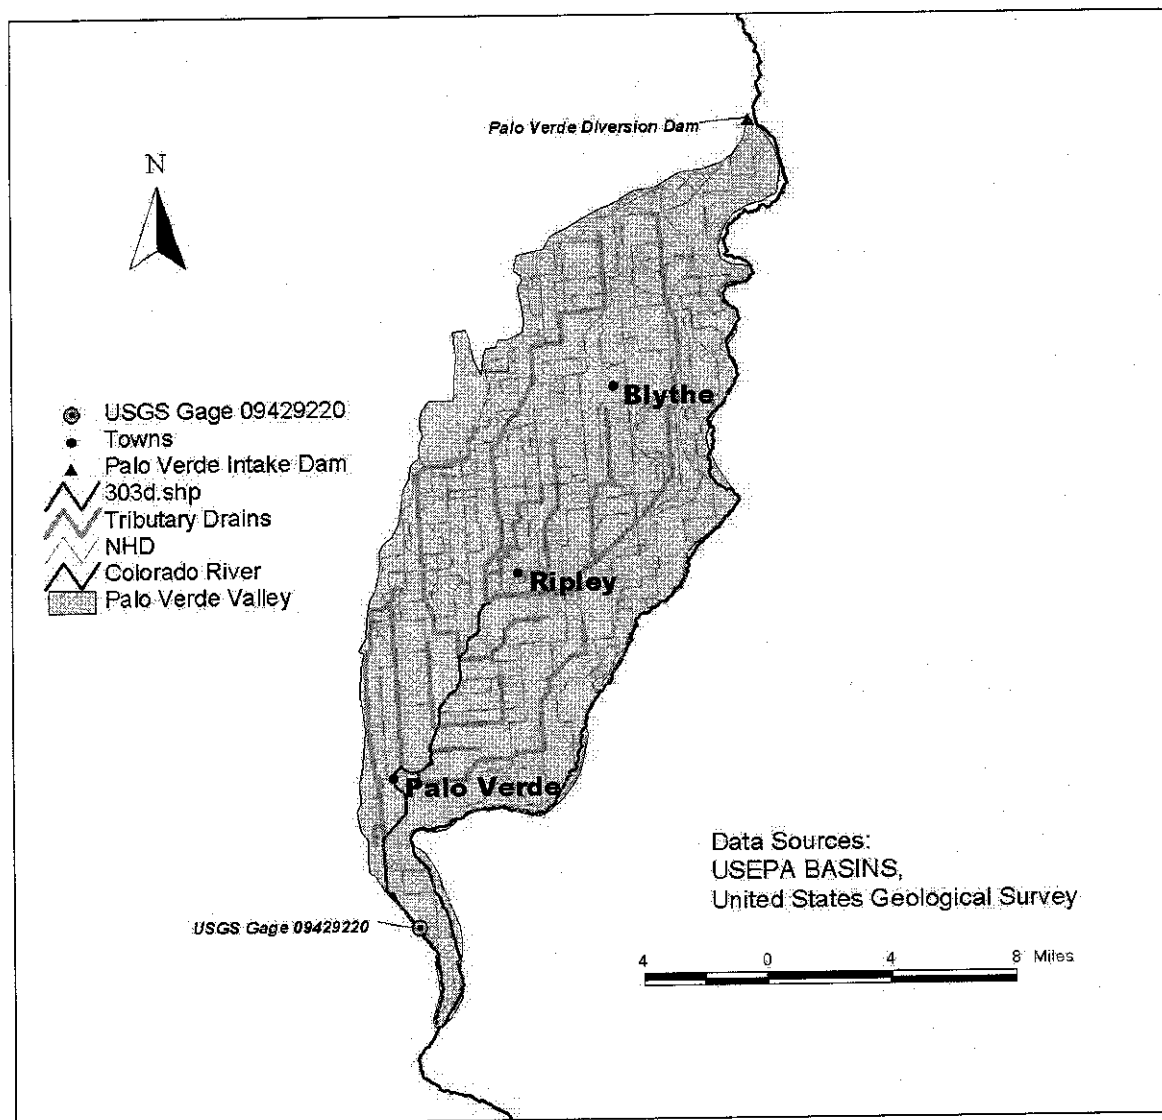 Palo Verde Diversion Dam
N
Blythe
USGS Gage 09429220
Towns
Palo Verde Intake Dam
303d.shp
Tributary Drains
NHD
Colorado River
Palo Verde Valley
Ripley
Palo Verde
Data Sources:
USEPA BASINS,
United States Geological Survey
USGS Gage 09429220
4 0 4 8 Miles